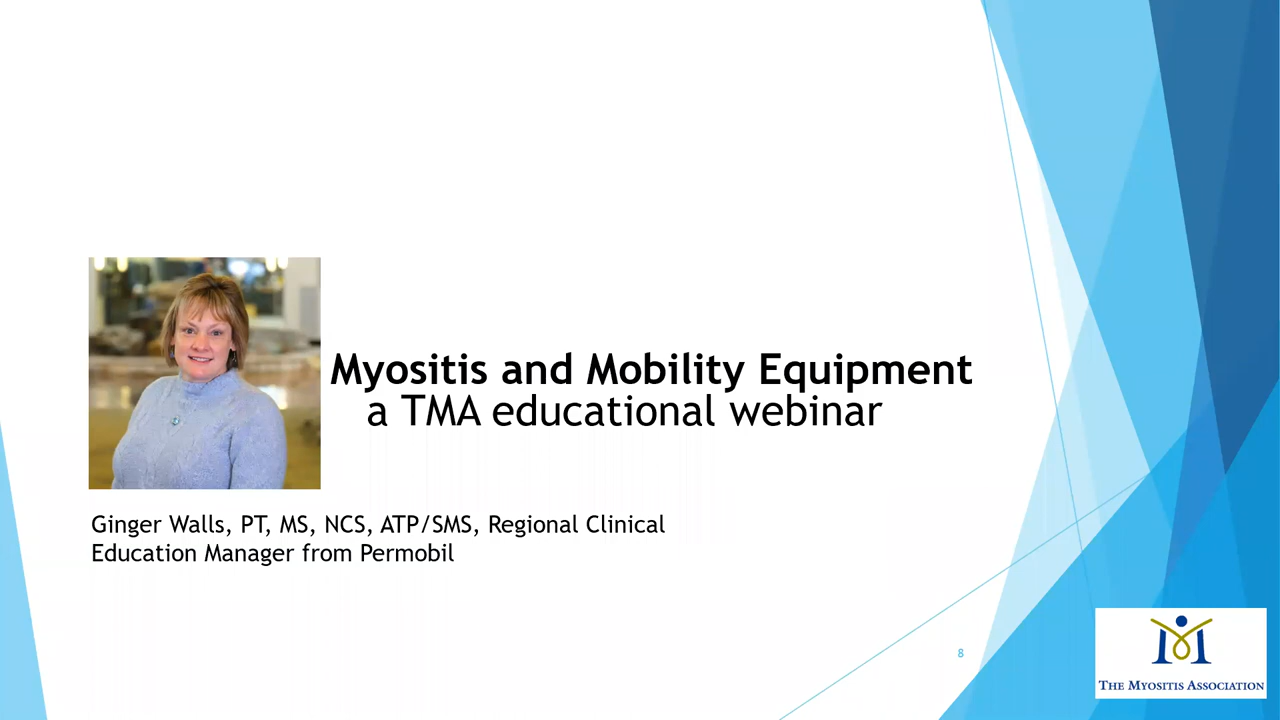 Myositis and Mobility Equipment
a TMA educational webinar
Ginger Walls, PT, MS, NCS, ATP/SMS, Regional Clinical
Education Manager from Permobil
8
THE MYOSITIS ASSOCIATION